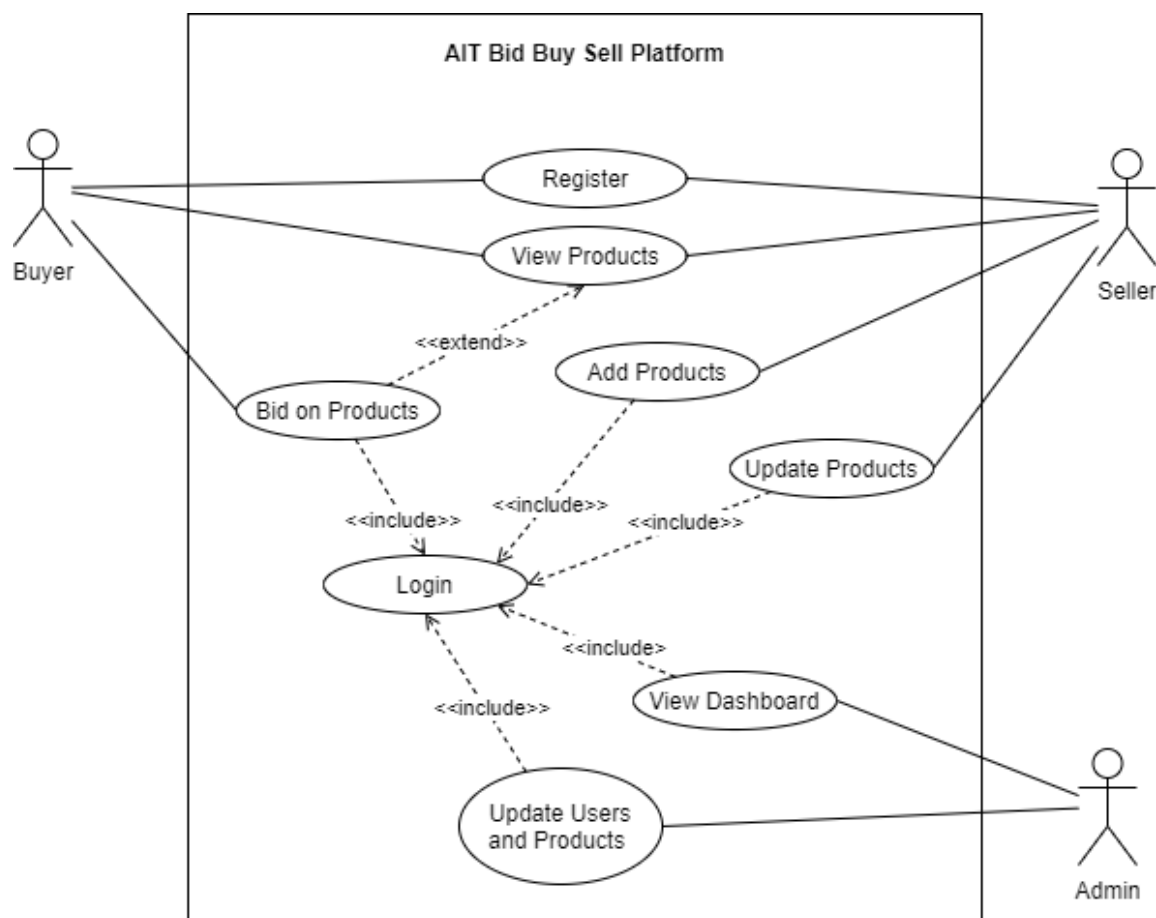 AIT Bid Buy Sell Platform
Register
View Products
Buyer
Seller
<<extend>>
Add Products
Bid on Products
Update Products
<<include>>
<<include>>
<<include>>
Login
<<include>
View Dashboard
<<include>>
Update Users
and Products
Admin